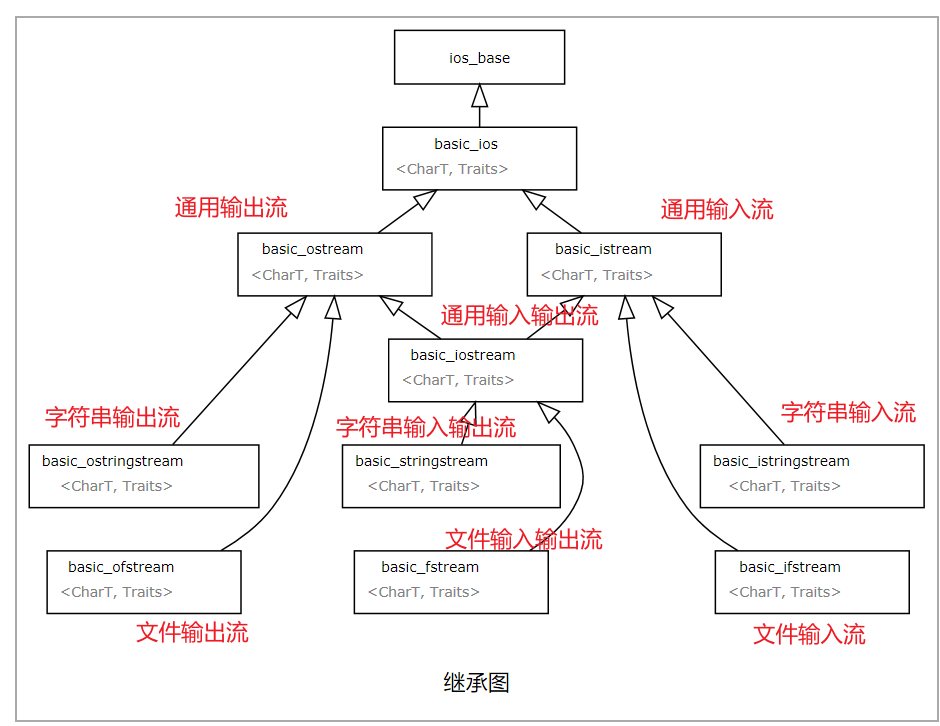 ios_base
basic_ios
<CharT, Traits>
通用输出流
通用输入流
basic_ostream
<CharT, Traits>
basic_istream
<CharT, Traits>
通用输入输出流
basic_iostream
<CharT, Traits>
字符串输出流
字符串输入输出流
字符串输入流
basic_ostringstream
<CharT, Traits>
basic_stringstream
<CharT, Traits>
basic_istringstream
<CharT, Traits>
文件输入输出流
basic_ofstream
<CharT, Traits>
basic_fstream
<CharT, Traits>
basic_ifstream
<CharT, Traits>
文件输出流
文件输入流
继承图